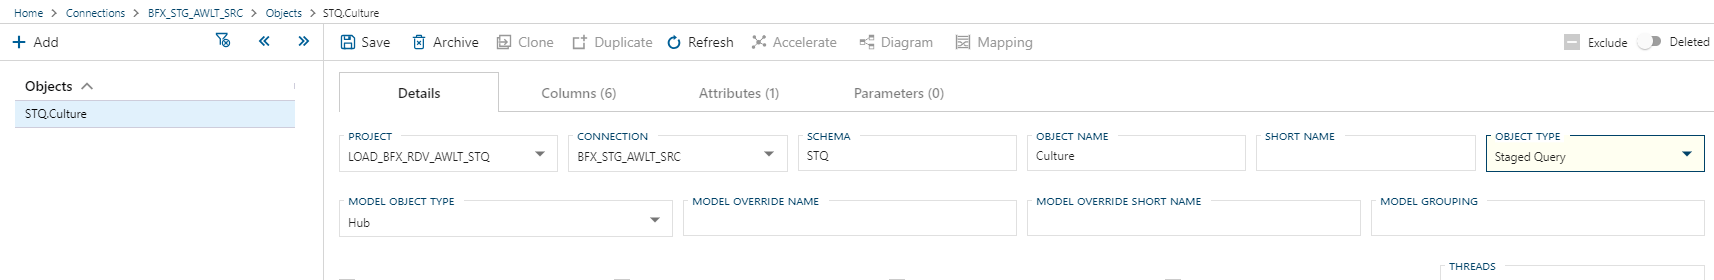 Home > Connections > BFX_STG_AWLT_SRC > Objects > STQ.Culture
+ Add
Save Archive Clone Duplicate Refresh Accelerate Diagram Mapping Exclude Deleted
Objects
STQ.Culture
Details Columns (6) Attributes (1) Parameters (0)
PROJECT CONNECTION SCHEMA OBJECT NAME SHORT NAME OBJECT TYPE
LOAD_BFX_RDV_AWLT_STQ BFX_STG_AWLT_SRC STQ Culture Staged Query
MODEL OBJECT TYPE MODEL OVERRIDE NAME MODEL OVERRIDE SHORT NAME MODEL GROUPING
Hub
THREADS